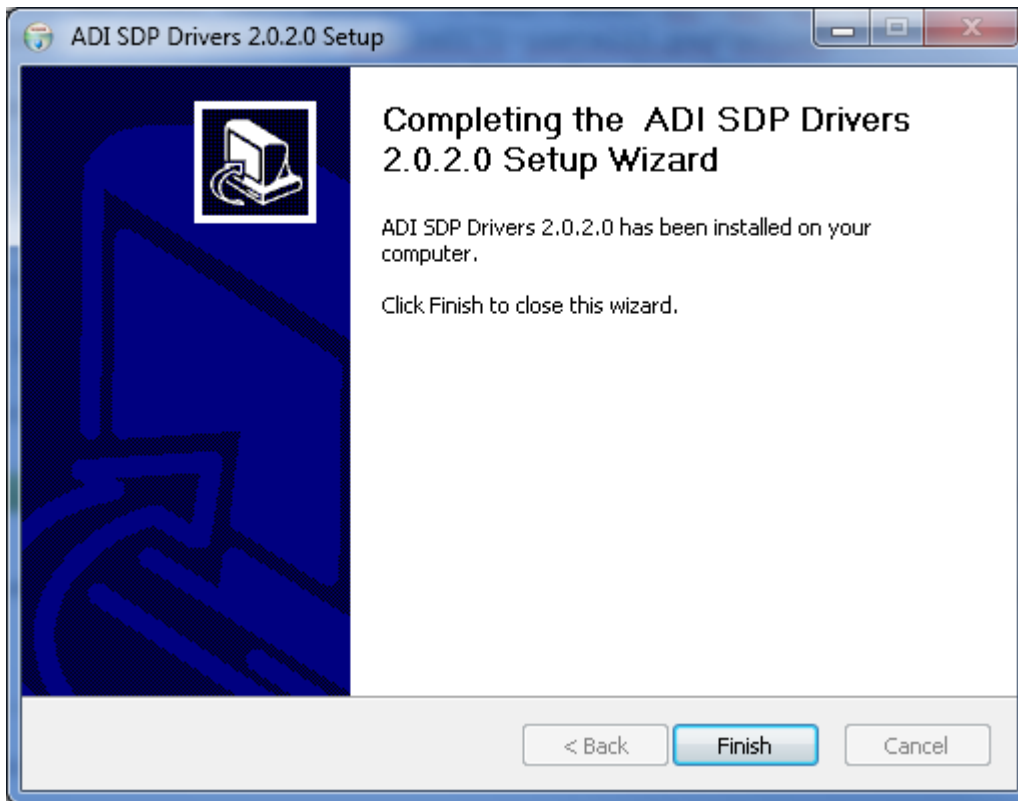 ADI SDP Drivers 2.0.2.0 Setup
Completing the ADI SDP Drivers
2.0.2.0 Setup Wizard
ADI SDP Drivers 2.0.2.0 has been installed on your
computer.
Click Finish to close this wizard.
< Back Finish Cancel